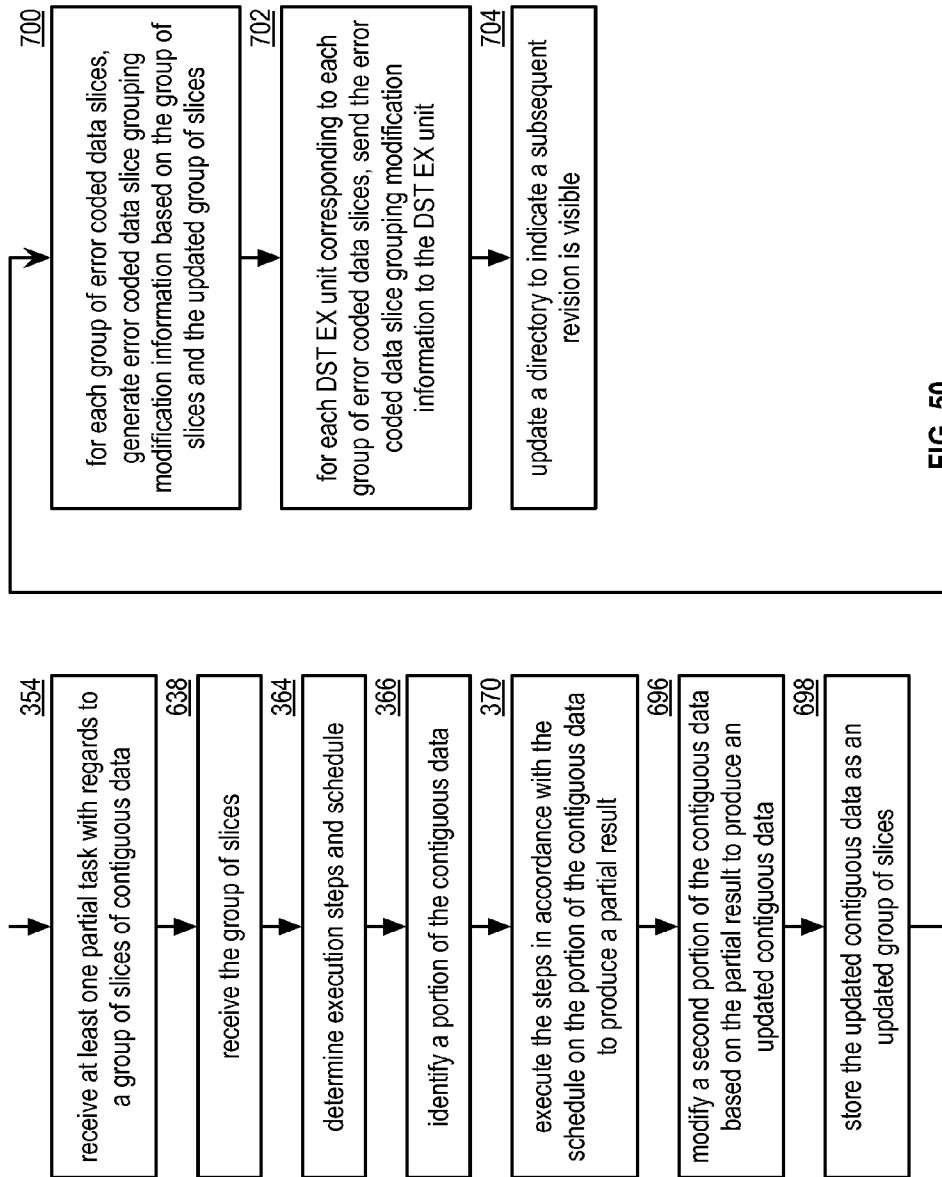 354
receive at least one partial task with regards to
a group of slices of contiguous data
638
receive the group of slices
364
determine execution steps and schedule
366
identify a portion of the contiguous data
370
execute the steps in accordance with the
schedule on the portion of the contiguous data
to produce a partial result
696
modify a second portion of the contiguous data
based on the partial result to produce an
updated contiguous data
698
store the updated contiguous data as an
updated group of slices
700
for each group of error coded data slices,
generate error coded data slice grouping
modification information based on the group of
slices and the updated group of slices
702
for each DST EX unit corresponding to each
group of error coded data slices, send the error
coded data slice grouping modification
information to the DST EX unit
704
update a directory to indicate a subsequent
revision is visible
FIG. 50